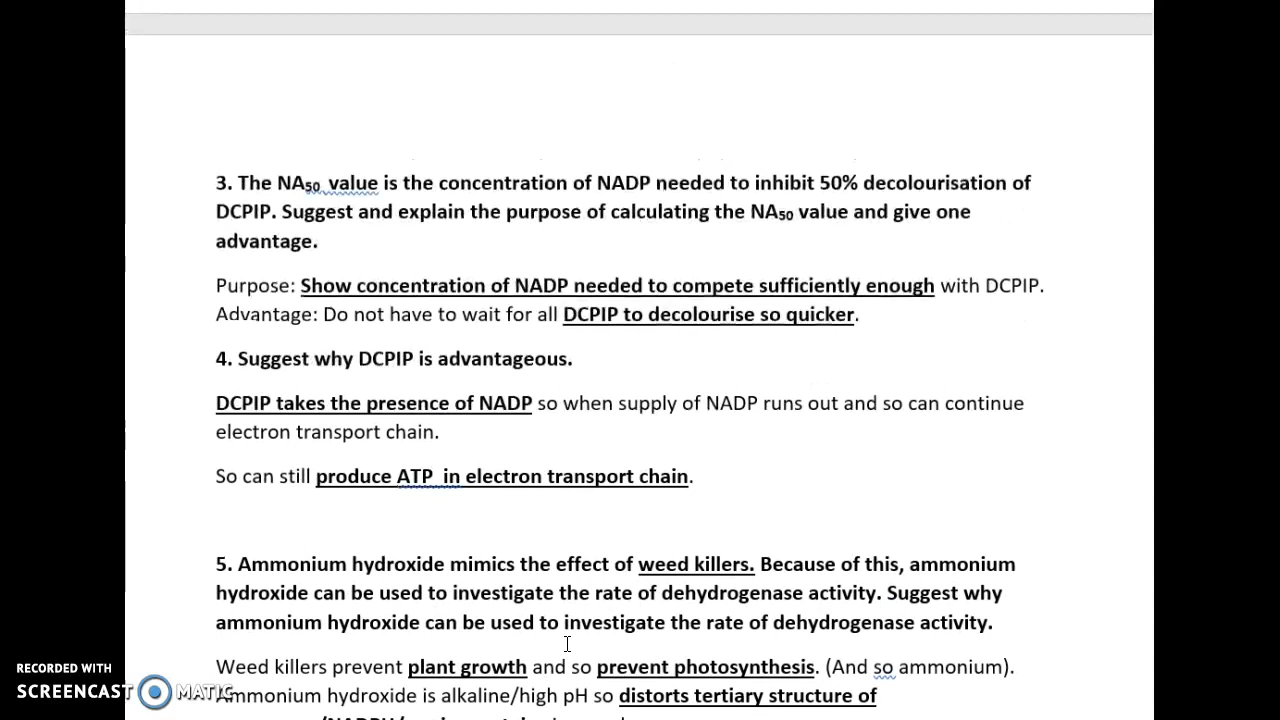 3. The NA50 value is the concentration of NADP needed to inhibit 50% decolourisation of
DCPIP. Suggest and explain the purpose of calculating the NA50 value and give one
advantage.
Purpose: Show concentration of NADP needed to compete sufficiently enough with DCPIP.
Advantage: Do not have to wait for all DCPIP to decolourise so quicker.
4. Suggest why DCPIP is advantageous.
DCPIP takes the presence of NADP so when supply of NADP runs out and so can continue
electron transport chain.
So can still produce ATP in electron transport chain.
5. Ammonium hydroxide mimics the effect of weed killers. Because of this, ammonium
hydroxide can be used to investigate the rate of dehydrogenase activity. Suggest why
ammonium hydroxide can be used to investigate the rate of dehydrogenase activity.
Weed killers prevent plant growth and so prevent photosynthesis. (And so ammonium).
Ammonium hydroxide is alkaline/high pH so distorts tertiary structure of
RECORDED WITH
SCREENCAST MATIC